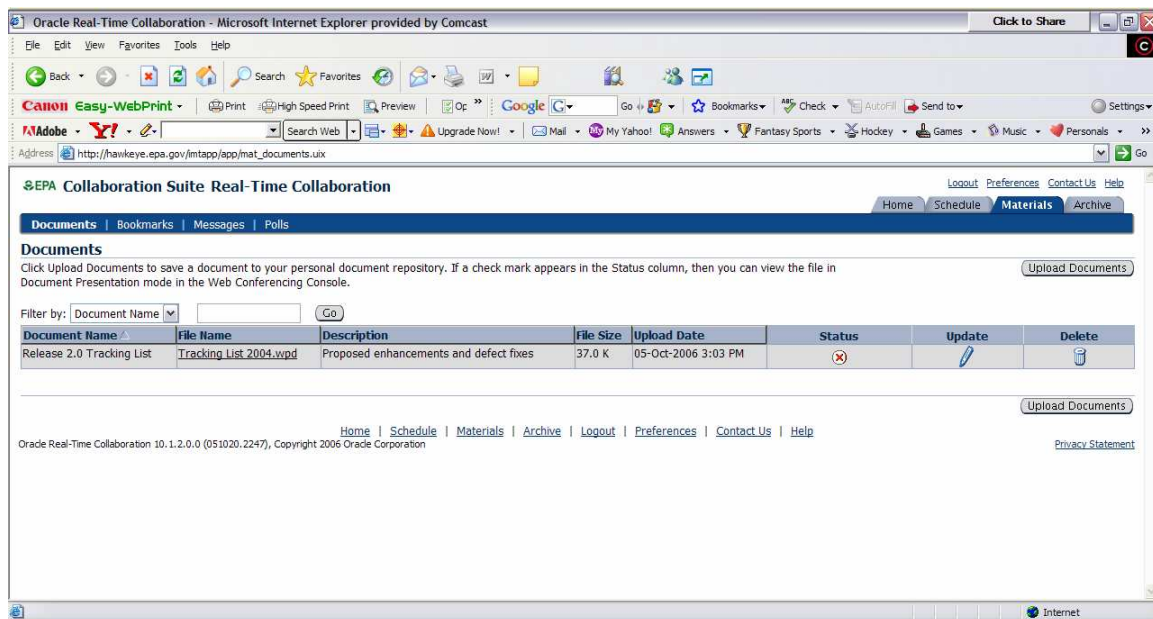 Oracle Real-Time Collaboration - Microsoft Internet Explorer provided by Comcast
Click to Share
File Edit View Favorites Tools Help
Back Search Favorites
Canon Easy-WebPrint Print High Speed Print Preview Op » Google G Go Bookmarks Check AutoFill Send to Settings
Adobe Y! Search Web Upgrade Now! Mail My Yahoo! Answers Fantasy Sports Hockey Games Music Personals »
Address http://hawkeye.epa.gov/imtapp/app/mat_documents.uix Go
EPA Collaboration Suite Real-Time Collaboration
Logout Preferences Contact Us Help
Home Schedule Materials Archive
Documents | Bookmarks | Messages | Polls
Documents
Click Upload Documents to save a document to your personal document repository. If a check mark appears in the Status column, then you can view the file in
Document Presentation mode in the Web Conferencing Console.
Upload Documents
Filter by: Document Name Go
Document Name File Name Description File Size Upload Date Status Update Delete
Release 2.0 Tracking List Tracking List 2004.wpd Proposed enhancements and defect fixes 37.0 K 05-Oct-2006 3:03 PM
Upload Documents
Home | Schedule | Materials | Archive | Logout | Preferences | Contact Us | Help
Oracle Real-Time Collaboration 10.1.2.0.0 (051020.2247), Copyright 2006 Oracle Corporation
Privacy Statement
Internet